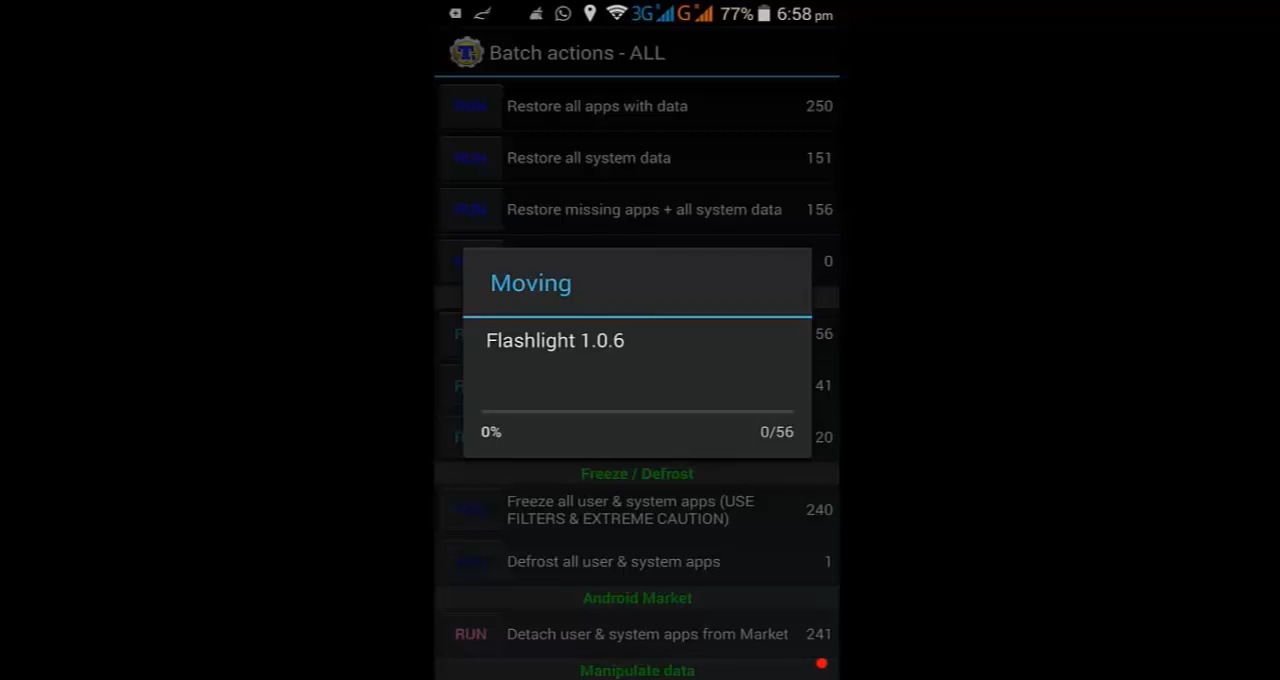 3G G 77% 6:58 pm
Batch actions - ALL
RUN Restore all apps with data 250
RUN Restore all system data 151
RUN Restore missing apps + all system data 156
0
Moving
Flashlight 1.0.6
56
41
0% 0/56
20
Freeze / Defrost
Freeze all user & system apps (USE
FILTERS & EXTREME CAUTION) 240
Defrost all user & system apps 1
Android Market
RUN Detach user & system apps from Market 241
Manipulate data